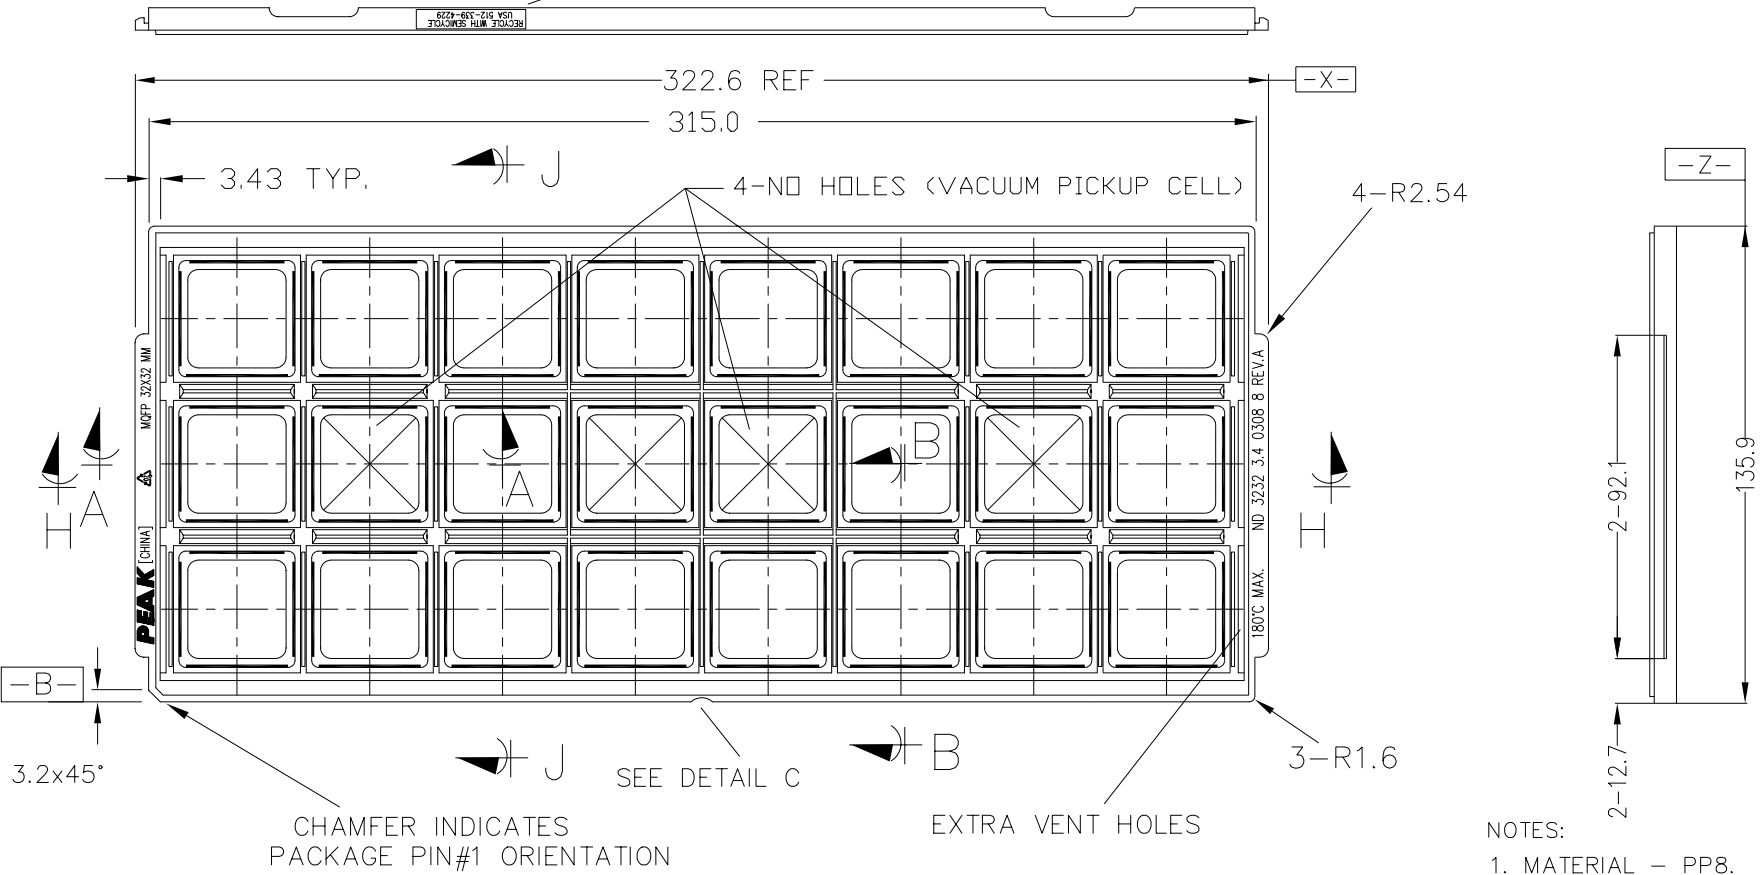 RECYCLE WITH SEMICYCLE
USA 512-339-4229
322.6 REF
-X-
315.0
3.43 TYP.
J
4-NO HOLES (VACUUM PICKUP CELL)
4-R2.54
-Z-
MQFP 32X32 MM
[CHINA]
PEAK
ND 3232 3.4 0308 8 REV.A
180°C MAX.
H
A
A
B
H
2-92.1
135.9
2-12.7
-B-
3.2x45°
J
SEE DETAIL C
B
3-R1.6
CHAMFER INDICATES
PACKAGE PIN#1 ORIENTATION
EXTRA VENT HOLES
NOTES:
1. MATERIAL - PP8.